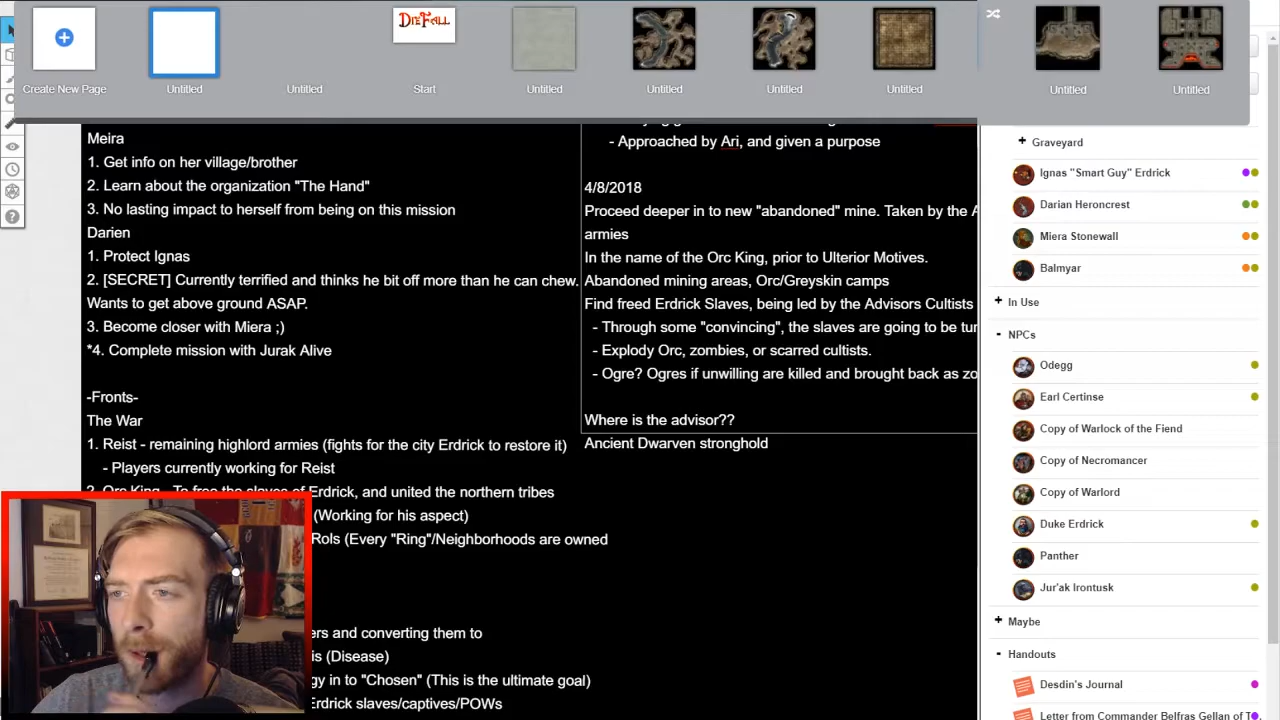 DIEFALL
Create New Page
Untitled
Untitled
Start
Untitled
Untitled
Untitled
Untitled
Untitled
Untitled
Meira
1. Get info on her village/brother
2. Learn about the organization "The Hand"
3. No lasting impact to herself from being on this mission
Darien
1. Protect Ignas
2. [SECRET] Currently terrified and thinks he bit off more than he can chew.
Wants to get above ground ASAP.
3. Become closer with Miera ;)
*4. Complete mission with Jurak Alive
-Fronts-
The War
1. Reist - remaining highlord armies (fights for the city Erdrick to restore it)
- Players currently working for Reist
2. Orc King - To free the slaves of Erdrick, and united the northern tribes
(Working for his aspect)
Rols (Every "Ring"/Neighborhoods are owned
ers and converting them to
is (Disease)
gy in to "Chosen" (This is the ultimate goal)
Erdrick slaves/captives/POWs
- Approached by Ari, and given a purpose
4/8/2018
Proceed deeper in to new "abandoned" mine. Taken by the A
armies
In the name of the Orc King, prior to Ulterior Motives.
Abandoned mining areas, Orc/Greyskin camps
Find freed Erdrick Slaves, being led by the Advisors Cultists
- Through some "convincing", the slaves are going to be tur
- Explody Orc, zombies, or scarred cultists.
- Ogre? Ogres if unwilling are killed and brought back as zo
Where is the advisor??
Ancient Dwarven stronghold
Graveyard
Ignas "Smart Guy" Erdrick
Darian Heroncrest
Miera Stonewall
Balmyar
In Use
NPCs
Odegg
Earl Certinse
Copy of Warlock of the Fiend
Copy of Necromancer
Copy of Warlord
Duke Erdrick
Panther
Jur'ak Irontusk
Maybe
Handouts
Desdin's Journal
Letter from Commander Belfras Gellan of T